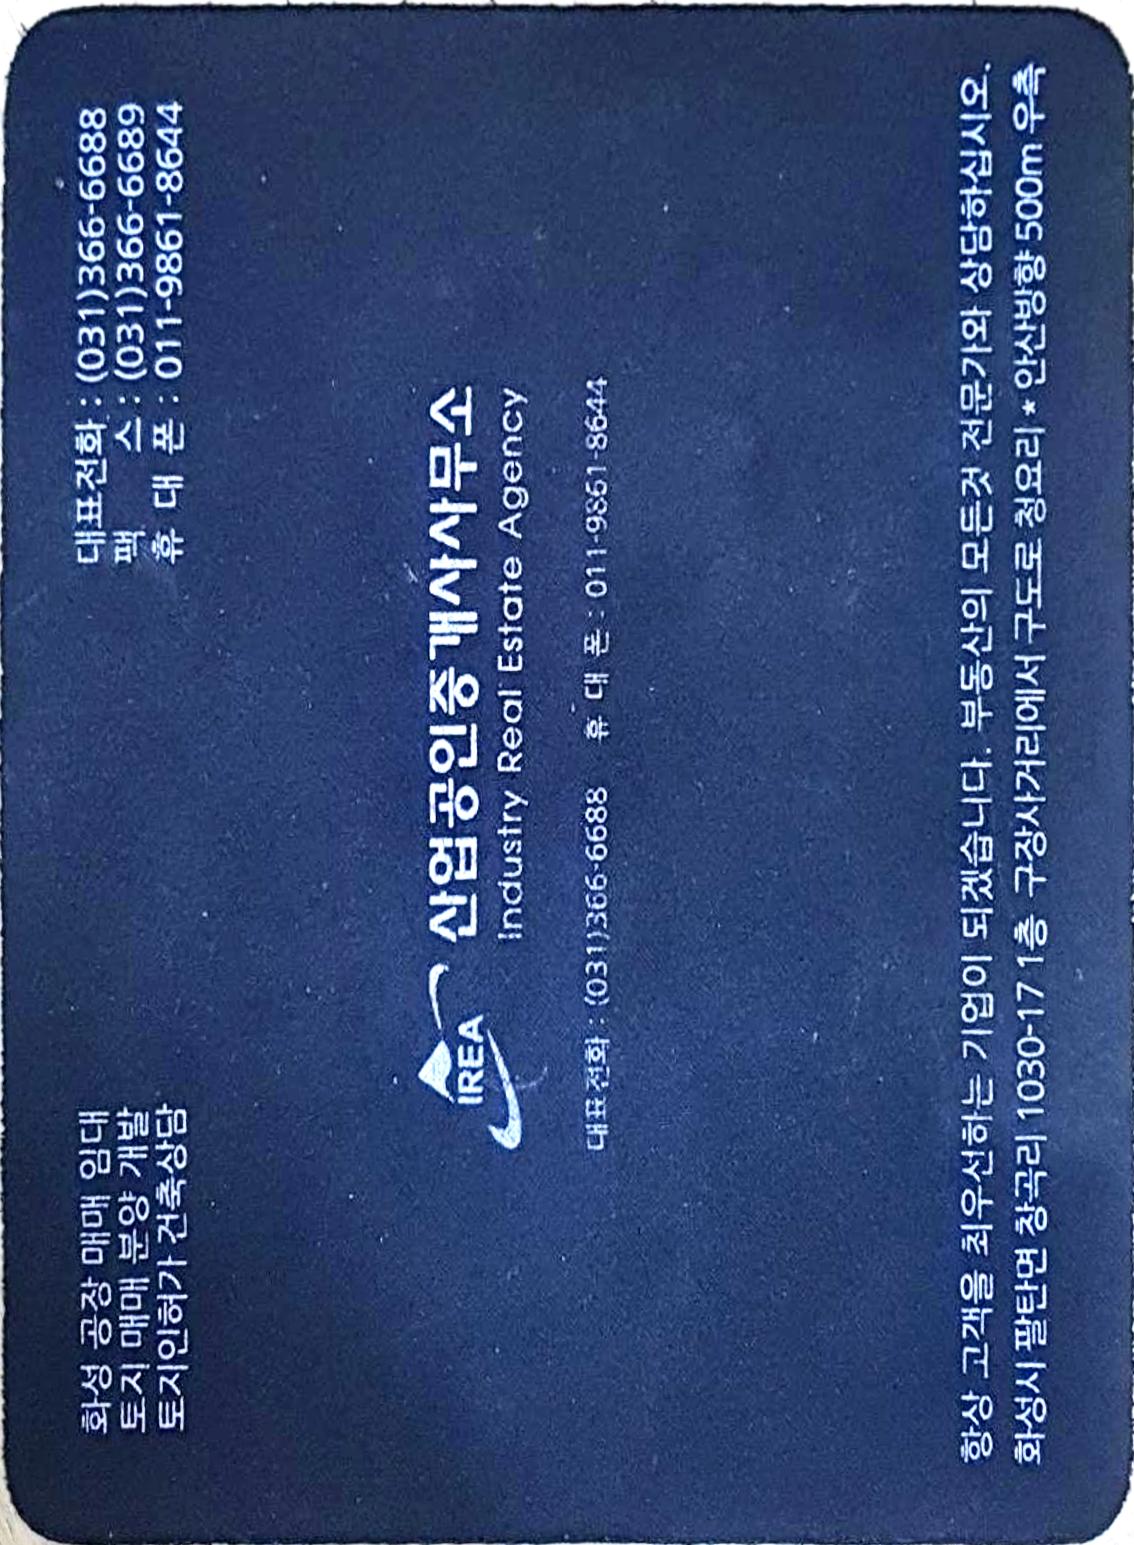 화성 공장 매매 임대
토지 매매 분양 개발
토지인허가 건축상담
대표전화 : (031)366-6688
팩 스 : (031)366-6689
휴 대 폰 : 011-9861-8644
IREA
산업공인중개사사무소
Industry Real Estate Agency
대표전화 : (031)366-6688 휴 대 폰 : 011-9861-8644
항상 고객을 최우선하는 기업이 되겠습니다. 부동산의 모든것 전문가와 상담하십시오.
화성시 팔탄면 창곡리 1030-17 1층 구장사거리에서 구도로 청요리 * 안산방향 500m 우측